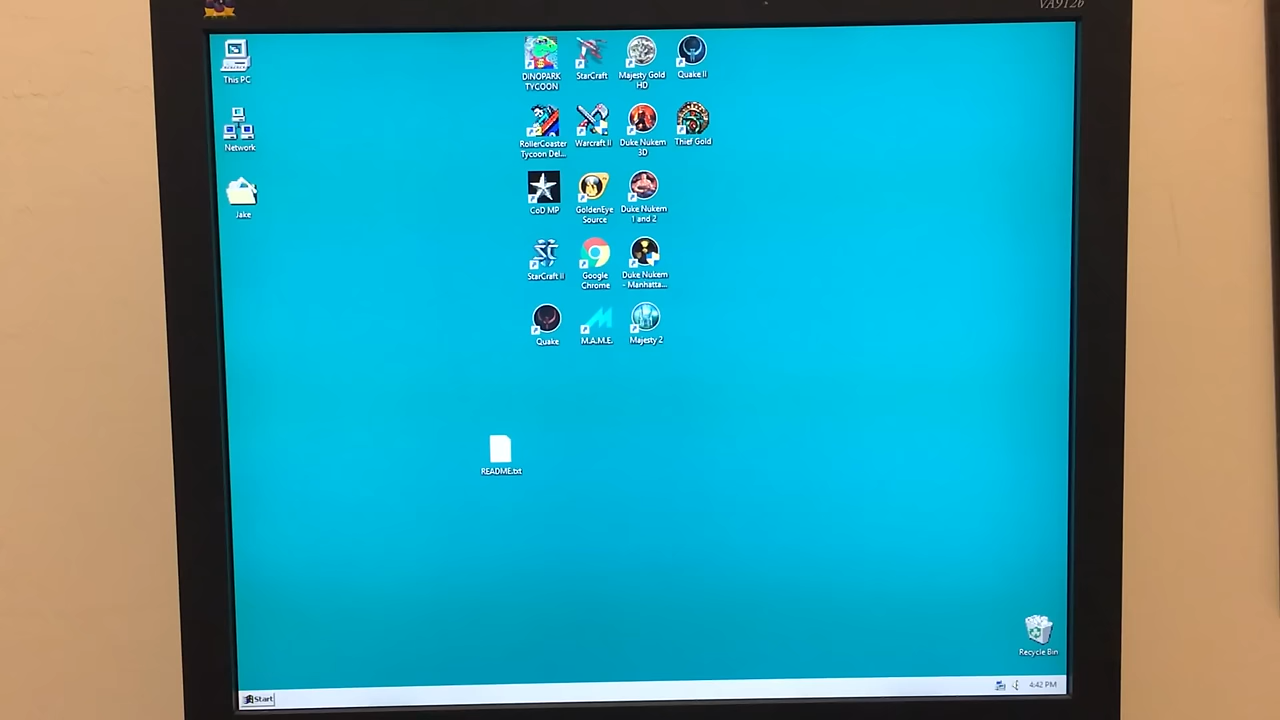 VA912b
This PC
Network
Jake
DINOPARK
TYCOON
StarCraft
Majesty Gold
HD
Quake II
RollerCoaster
Tycoon Del...
Warcraft II
Duke Nukem
3D
Thief Gold
CoD MP
GoldenEye
Source
Duke Nukem
1 and 2
StarCraft II
Google
Chrome
Duke Nukem
- Manhatta...
Quake
M.A.M.E.
Majesty 2
README.txt
Recycle Bin
Start
4:42 PM